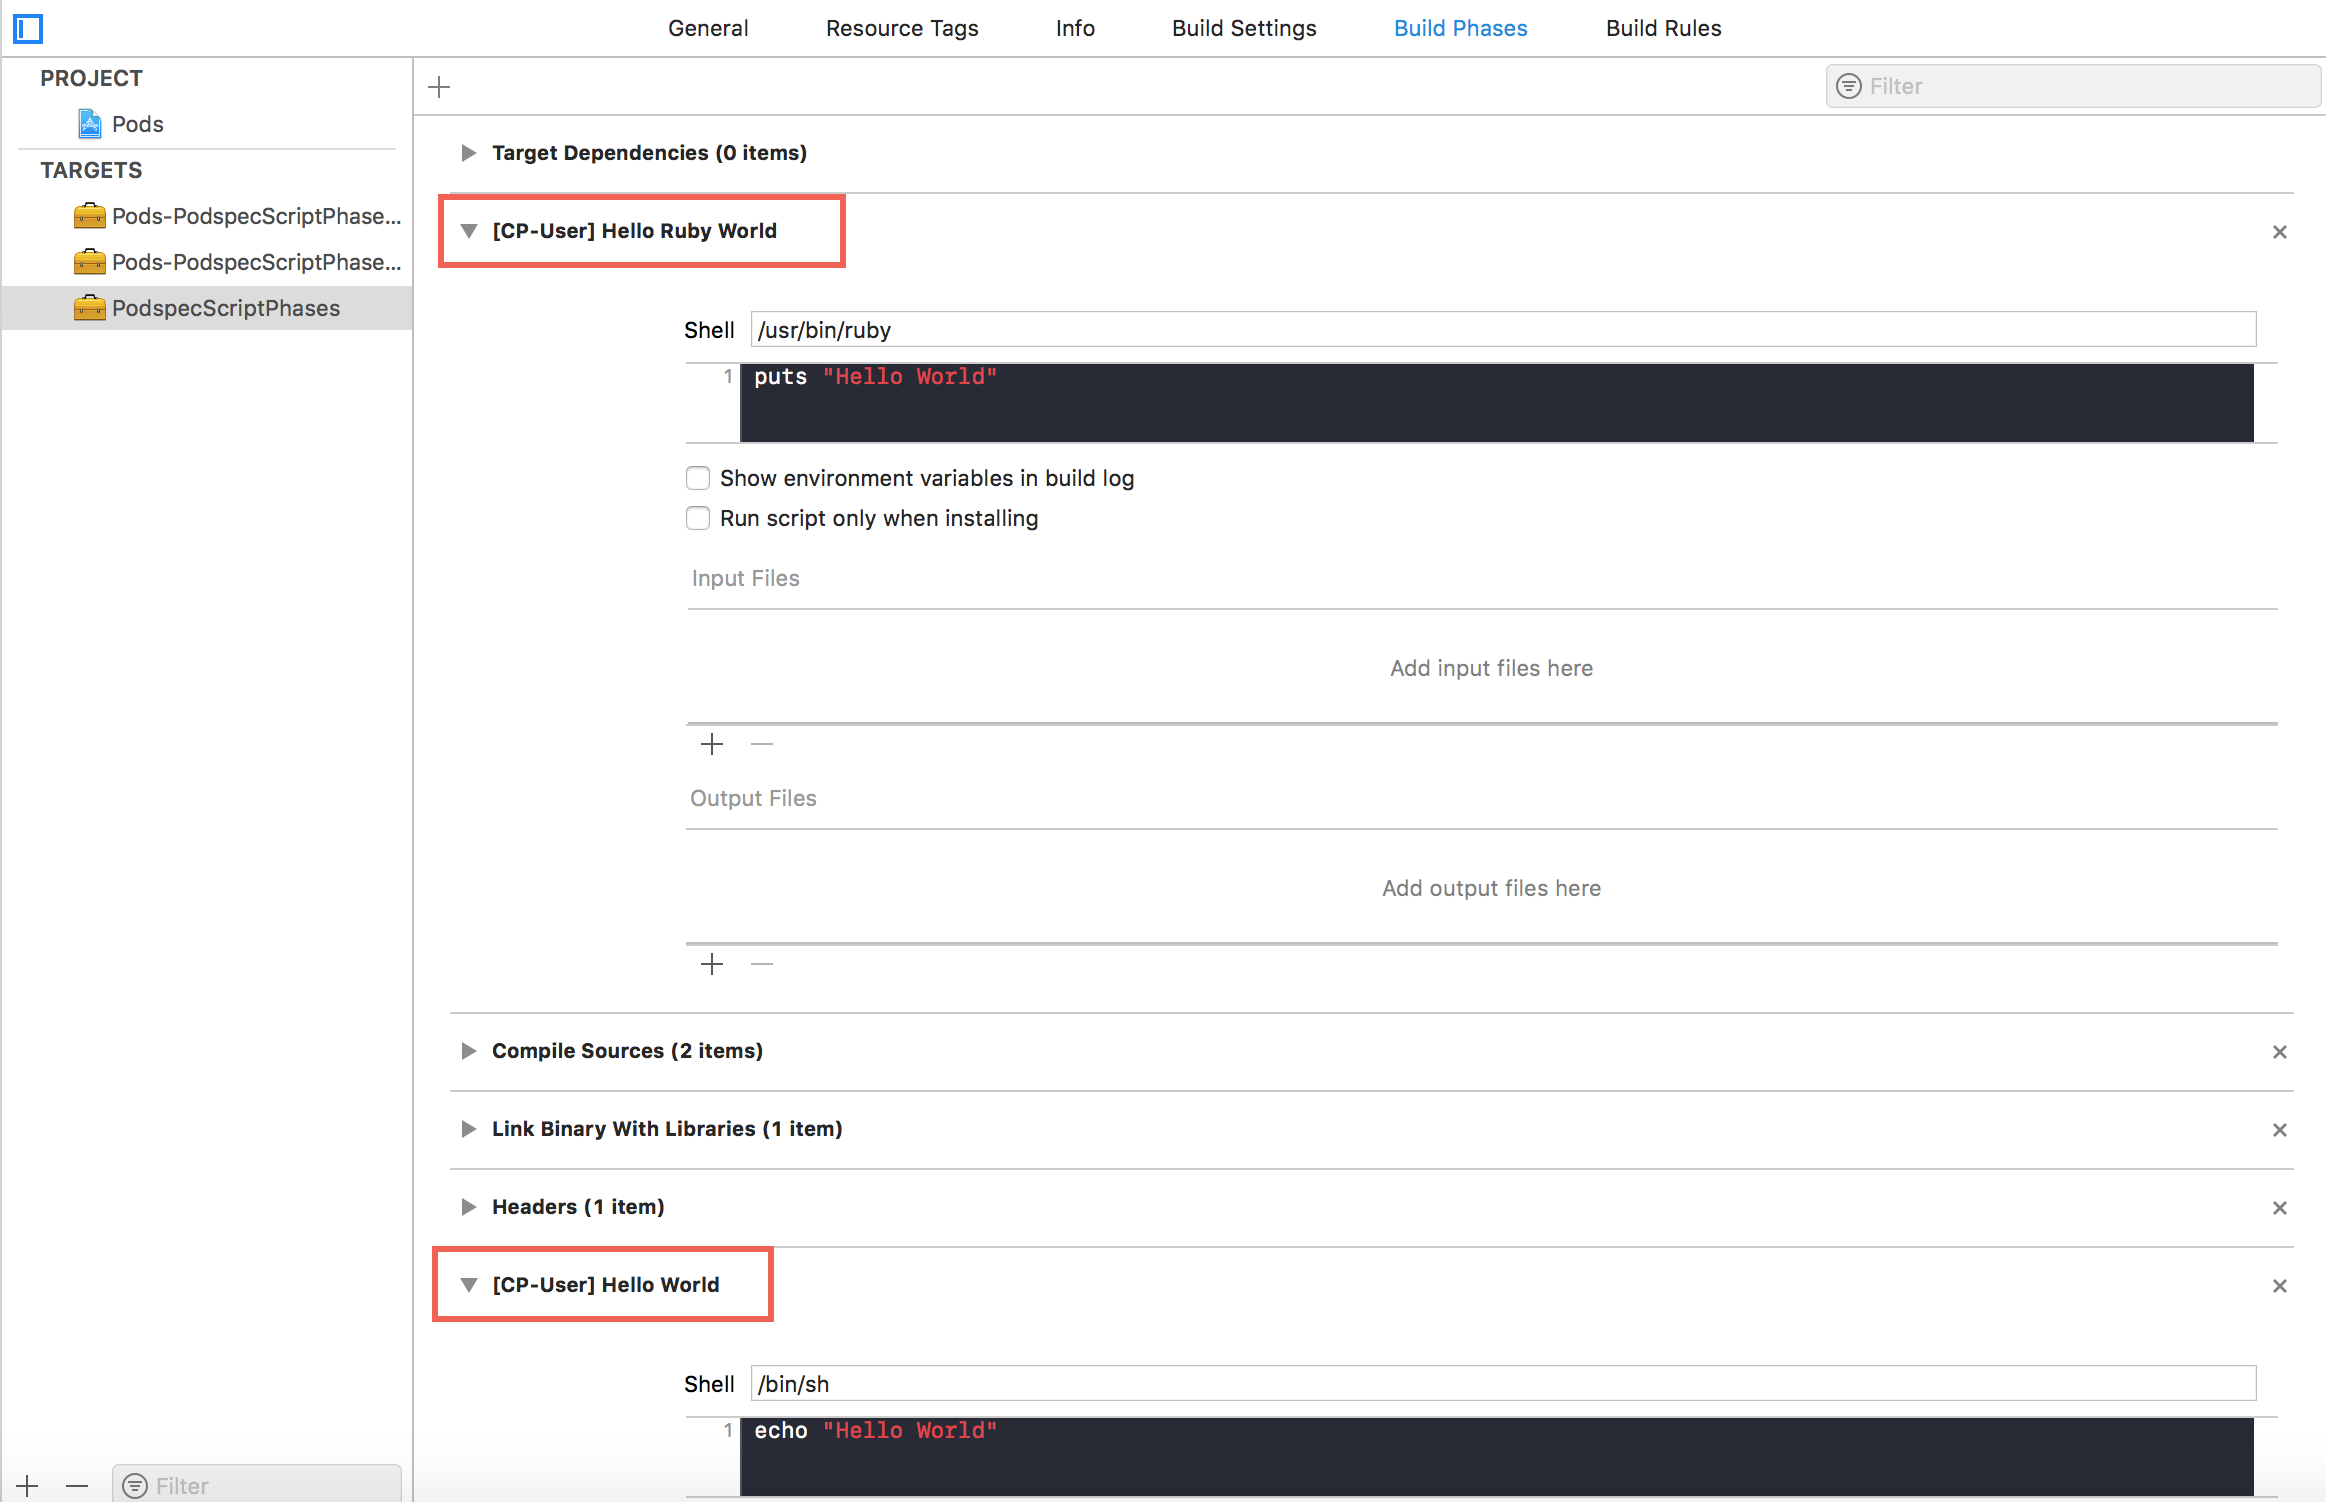 General Resource Tags Info Build Settings Build Phases Build Rules
PROJECT
Pods
TARGETS
Pods-PodspecScriptPhase...
Pods-PodspecScriptPhase...
PodspecScriptPhases
Filter
Filter
Target Dependencies (0 items)
[CP-User] Hello Ruby World
Shell /usr/bin/ruby
1 puts "Hello World"
Show environment variables in build log
Run script only when installing
Input Files
Add input files here
Output Files
Add output files here
Compile Sources (2 items)
Link Binary With Libraries (1 item)
Headers (1 item)
[CP-User] Hello World
Shell /bin/sh
1 echo "Hello World"